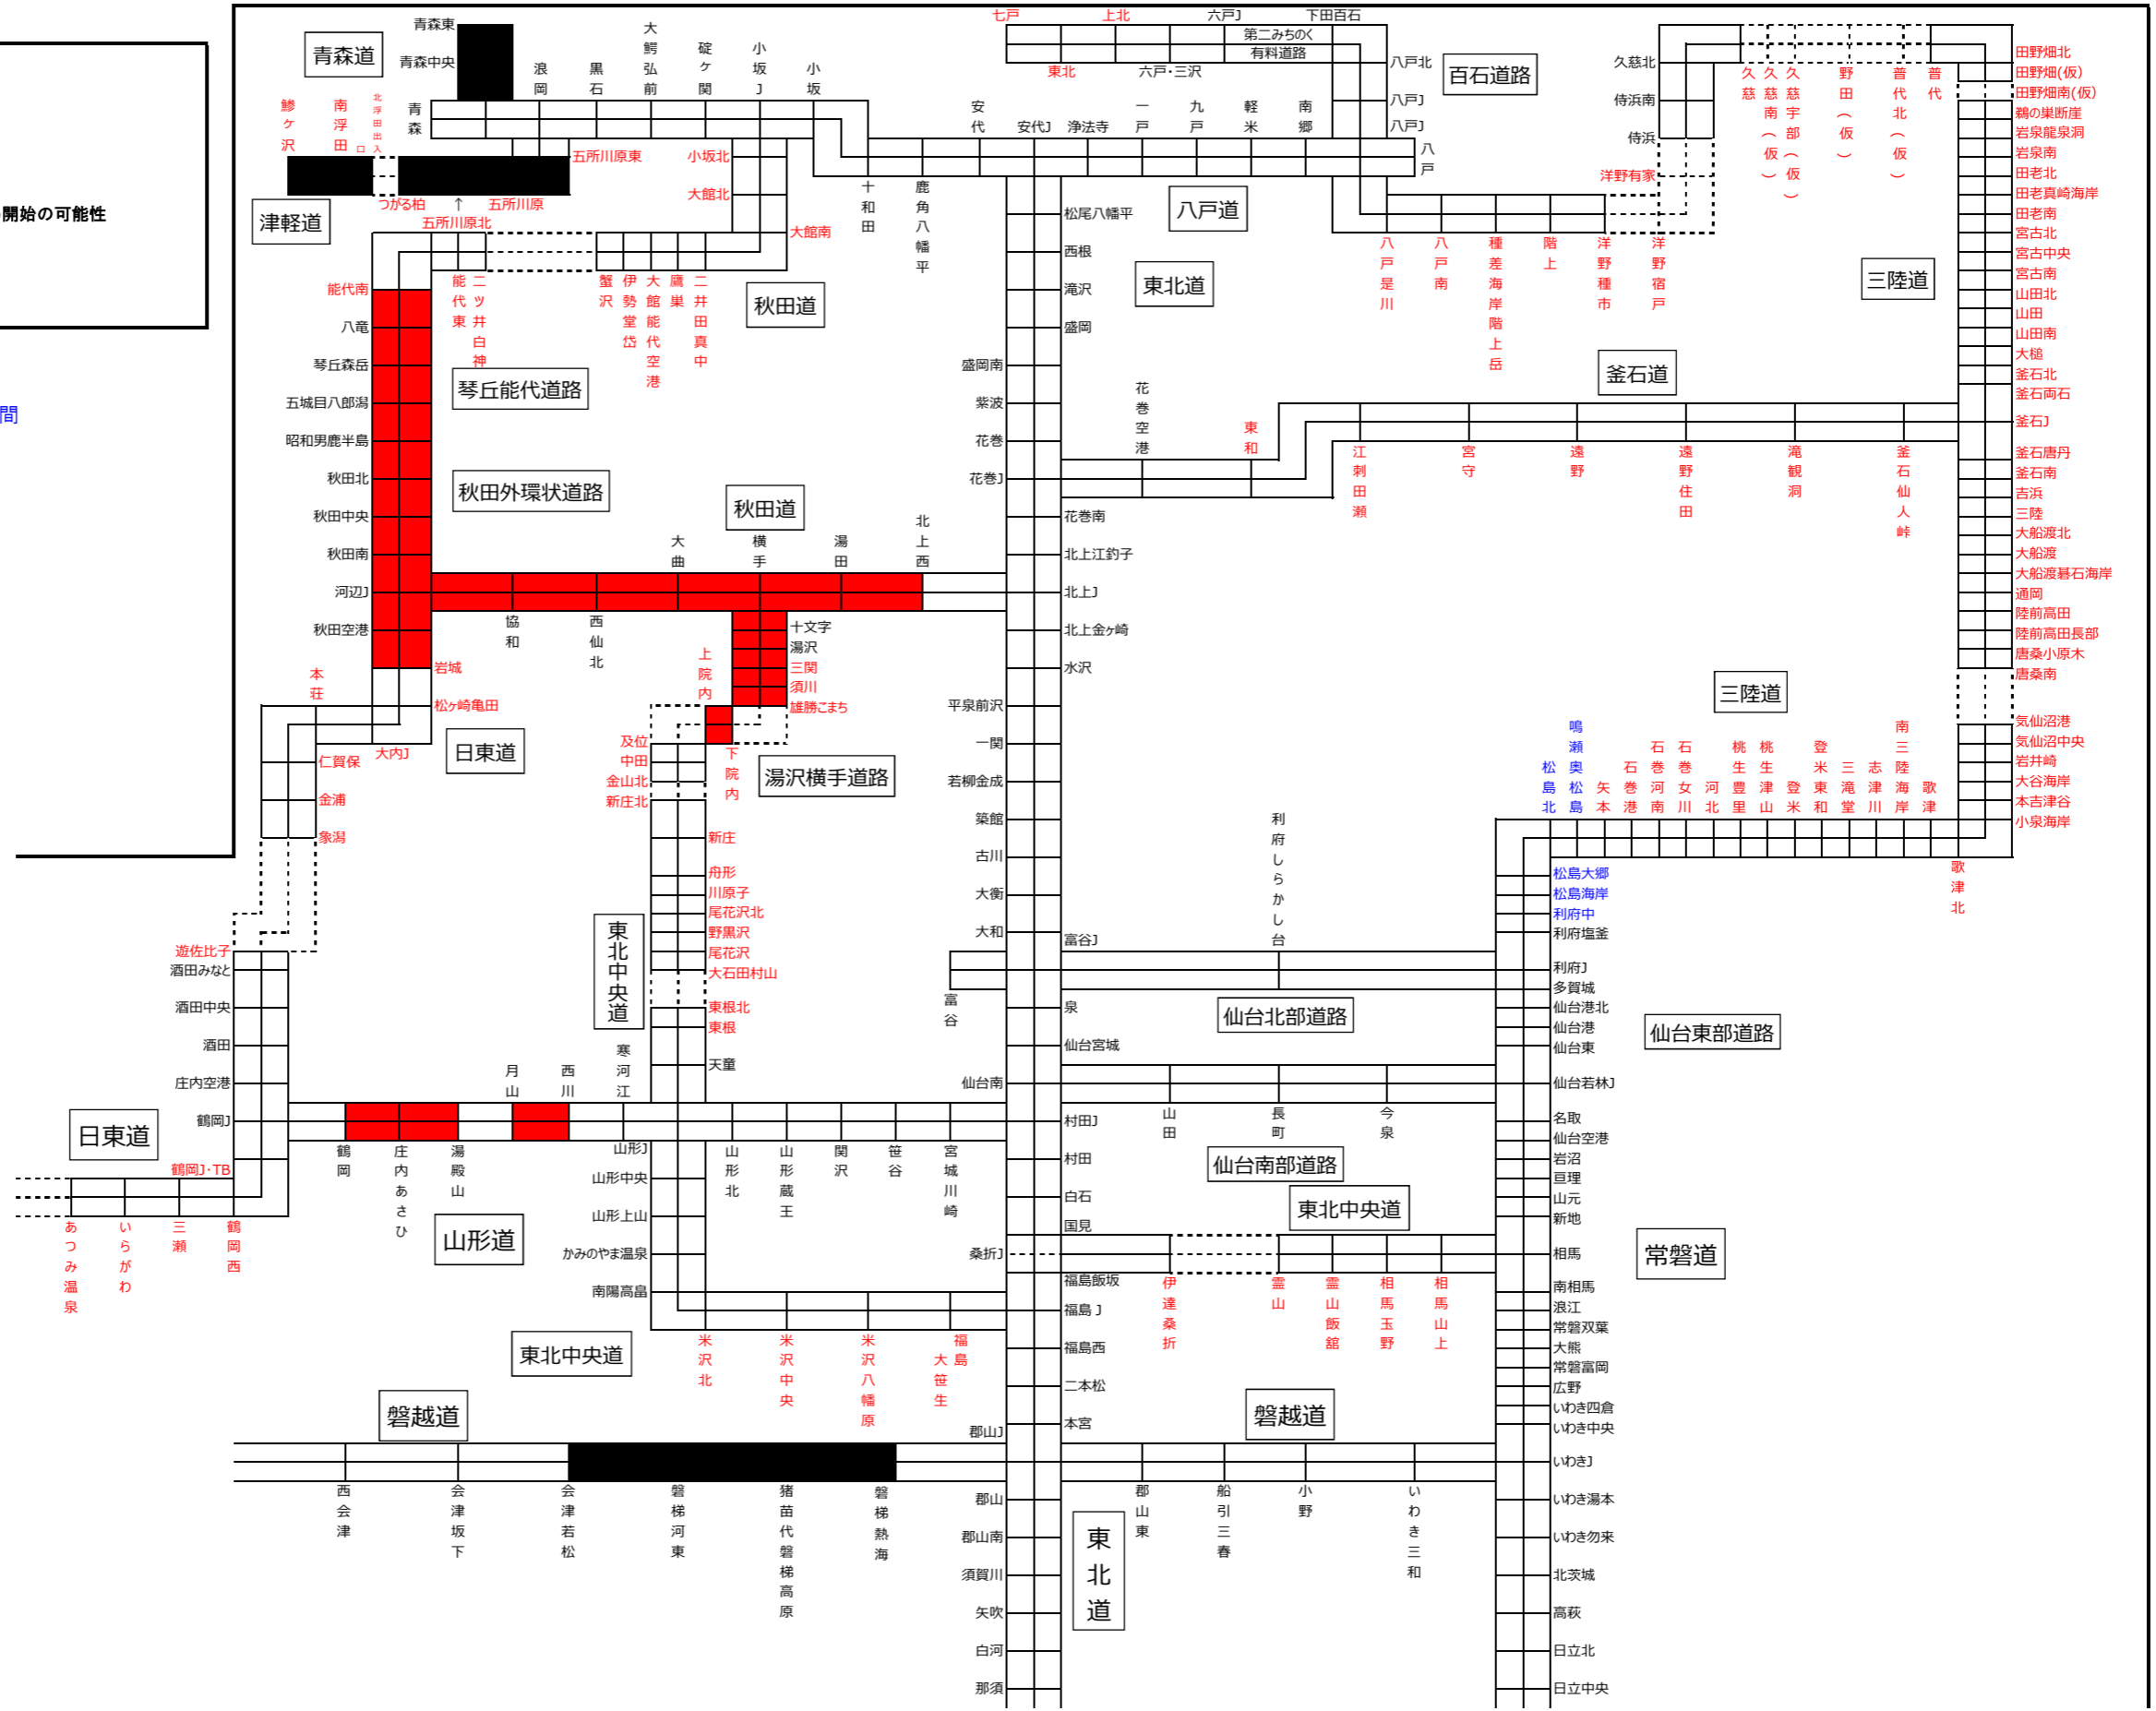 開始の可能性
間
青森道
青森東
青森中央
鰺ヶ沢
南浮田
北浮田出入口
青森
浪岡
黒石
大鰐弘前
碇ヶ関
小坂J
小坂
五所川原東
つがる柏
↑
五所川原
五所川原北
津軽道
小坂北
大館北
大館南
十和田
鹿角八幡平
安代
安代J
浄法寺
一戸
九戸
軽米
南郷
八戸
七戸
上北
六戸J
下田百石
第二みちのく
有料道路
東北
六戸・三沢
八戸北
八戸J
八戸J
百石道路
八戸道
八戸是川
八戸南
種差海岸階上岳
階上
洋野種市
洋野宿戸
洋野有家
侍浜
侍浜南
久慈北
久慈
久慈南(仮)
久慈宇部(仮)
野田(仮)
普代北(仮)
普代
田野畑北
田野畑(仮)
田野畑南(仮)
鵜の巣断崖
岩泉龍泉洞
岩泉南
田老北
田老真崎海岸
田老南
宮古北
宮古中央
宮古南
山田北
山田
山田南
大槌
釜石北
釜石両石
釜石J
釜石唐丹
釜石南
吉浜
三陸
大船渡北
大船渡
大船渡碁石海岸
通岡
陸前高田
陸前高田長部
唐桑小原木
唐桑南
気仙沼港
気仙沼中央
岩井崎
大谷海岸
本吉津谷
小泉海岸
三陸道
能代南
八竜
琴丘森岳
五城目八郎潟
昭和男鹿半島
秋田北
秋田中央
秋田南
河辺J
秋田空港
岩城
松ヶ崎亀田
大内J
本荘
仁賀保
金浦
象潟
能代東
二ツ井白神
蟹沢
伊勢堂岱
大館能代空港
鷹巣
二井田真中
秋田道
琴丘能代道路
秋田外環状道路
秋田道
東北道
松尾八幡平
西根
滝沢
盛岡
盛岡南
紫波
花巻
花巻J
花巻南
北上江釣子
北上J
北上金ヶ崎
水沢
平泉前沢
一関
若柳金成
築館
古川
大衡
大和
富谷J
富谷
泉
仙台宮城
仙台南
村田J
村田
白石
国見
桑折J
福島飯坂
福島 J
福島西
二本松
本宮
郡山J
郡山
郡山南
須賀川
矢吹
白河
那須
釜石道
花巻空港
東和
江刺田瀬
宮守
遠野
遠野住田
滝観洞
釜石仙人峠
大曲
横手
湯田
北上西
協和
西仙北
十文字
湯沢
三関
須川
雄勝こまち
上院内
下院内
湯沢横手道路
日東道
及位
中田
金山北
新庄北
新庄
舟形
川原子
尾花沢北
野黒沢
尾花沢
大石田村山
東根北
東根
天童
東北中央道
三陸道
松島北
鳴瀬奥松島
矢本
石巻港
石巻河南
石巻女川
河北
桃生豊里
桃生津山
登米
登米東和
三滝堂
志津川
南三陸海岸
歌津
歌津北
松島大郷
松島海岸
利府中
利府塩釜
利府J
多賀城
仙台港北
仙台港
仙台東
仙台若林J
名取
仙台空港
岩沼
亘理
山元
新地
相馬
南相馬
浪江
常磐双葉
大熊
常磐富岡
広野
いわき四倉
いわき中央
いわきJ
いわき湯本
いわき勿来
北茨城
高萩
日立北
日立中央
利府しらかし台
仙台北部道路
仙台東部道路
山田
長町
今泉
仙台南部道路
東北中央道
伊達桑折
霊山
霊山飯舘
相馬玉野
相馬山上
常磐道
遊佐比子
酒田みなと
酒田中央
酒田
庄内空港
鶴岡J
鶴岡J・TB
日東道
あつみ温泉
いらがわ
三瀬
鶴岡西
鶴岡
庄内あさひ
湯殿山
月山
西川
寒河江
山形J
山形北
山形蔵王
関沢
笹谷
宮城川崎
山形道
山形中央
山形上山
かみのやま温泉
南陽高畠
米沢北
米沢中央
米沢八幡原
大笹生
福島
東北中央道
磐越道
西会津
会津坂下
会津若松
磐梯河東
猪苗代磐梯高原
磐梯熱海
磐越道
郡山東
船引三春
小野
いわき三和
東北道